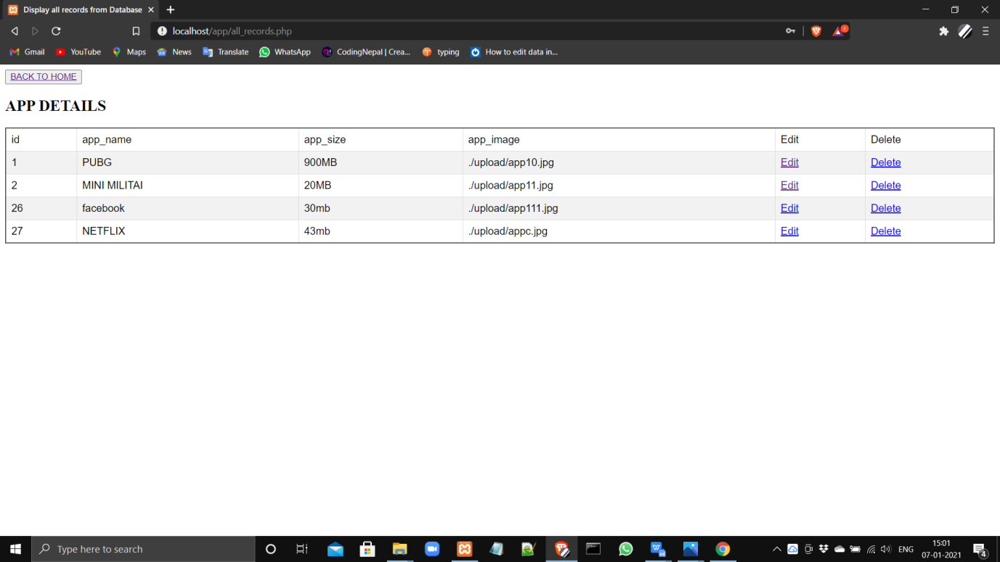 Display all records from Database
localhost/app/all_records.php
1
Gmail YouTube Maps News Translate WhatsApp CodingNepal | Crea... typing How to edit data in...
BACK TO HOME
APP DETAILS
id app_name app_size app_image Edit Delete
1 PUBG 900MB ./upload/app10.jpg Edit Delete
2 MINI MILITAI 20MB ./upload/app11.jpg Edit Delete
26 facebook 30mb ./upload/app111.jpg Edit Delete
27 NETFLIX 43mb ./upload/appc.jpg Edit Delete
Type here to search
ENG
15:01
07-01-2021
4